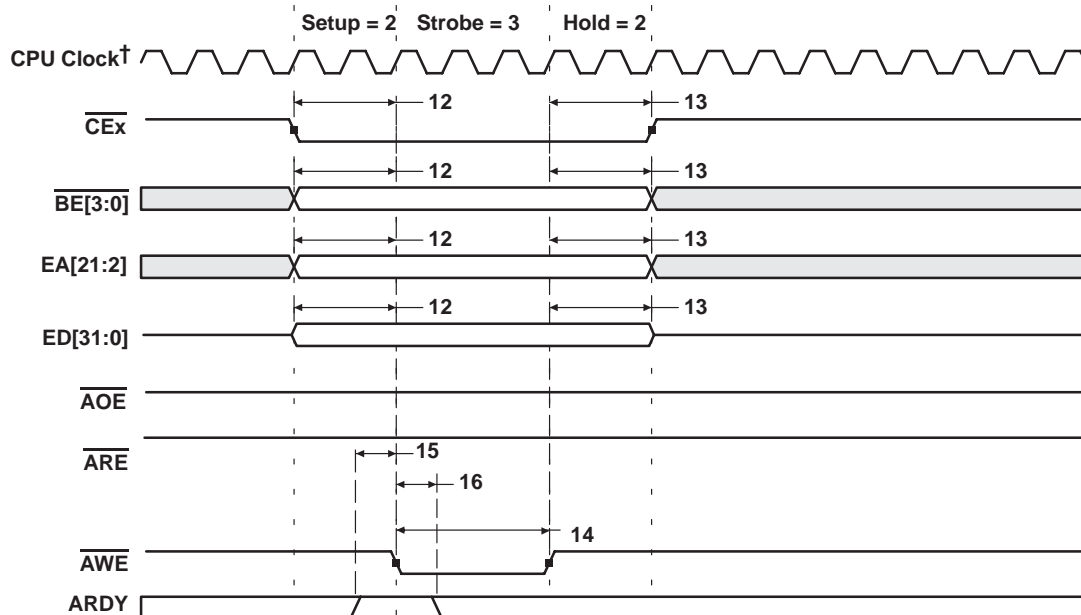 Setup = 2 Strobe = 3 Hold = 2
CPU Clock†
12 13
CEx
12 13
BE[3:0]
12 13
EA[21:2]
12 13
ED[31:0]
AOE
15
ARE
16
14
AWE
ARDY